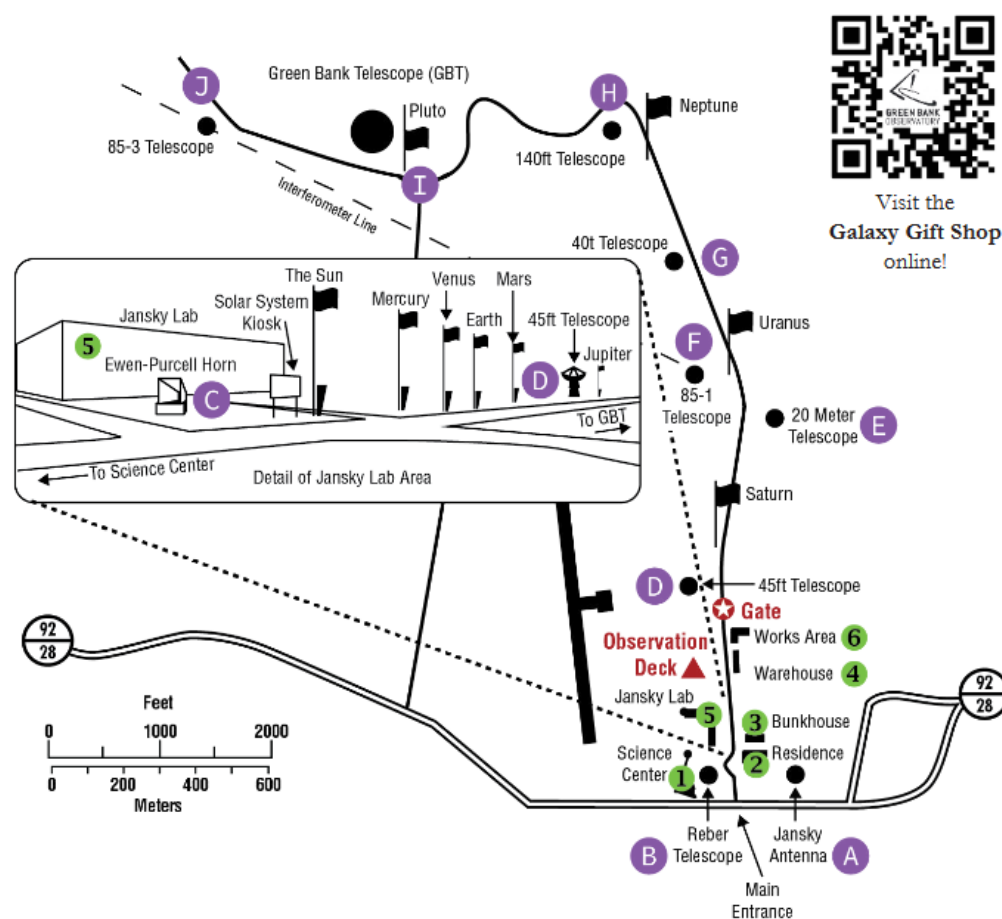 J
Green Bank Telescope (GBT)
Pluto
85-3 Telescope
Interferometer Line
I
H
140ft Telescope
Neptune
GREEN BANK
OBSERVATORY
Visit the
Galaxy Gift Shop
online!
40t Telescope
G
Uranus
F
85-1
Telescope
20 Meter
Telescope
E
Saturn
The Sun
Solar System
Kiosk
Jansky Lab
5
Ewen-Purcell Horn
C
Mercury
Venus
Mars
Earth
45ft Telescope
D
Jupiter
To GBT
To Science Center
Detail of Jansky Lab Area
D
45ft Telescope
Gate
Observation
Deck
Works Area
6
Warehouse
4
Jansky Lab
5
3
Bunkhouse
2
Residence
Science
Center
1
92
28
92
28
Feet
0 1000 2000
0 200 400 600
Meters
B
Reber
Telescope
Jansky
Antenna
A
Main
Entrance